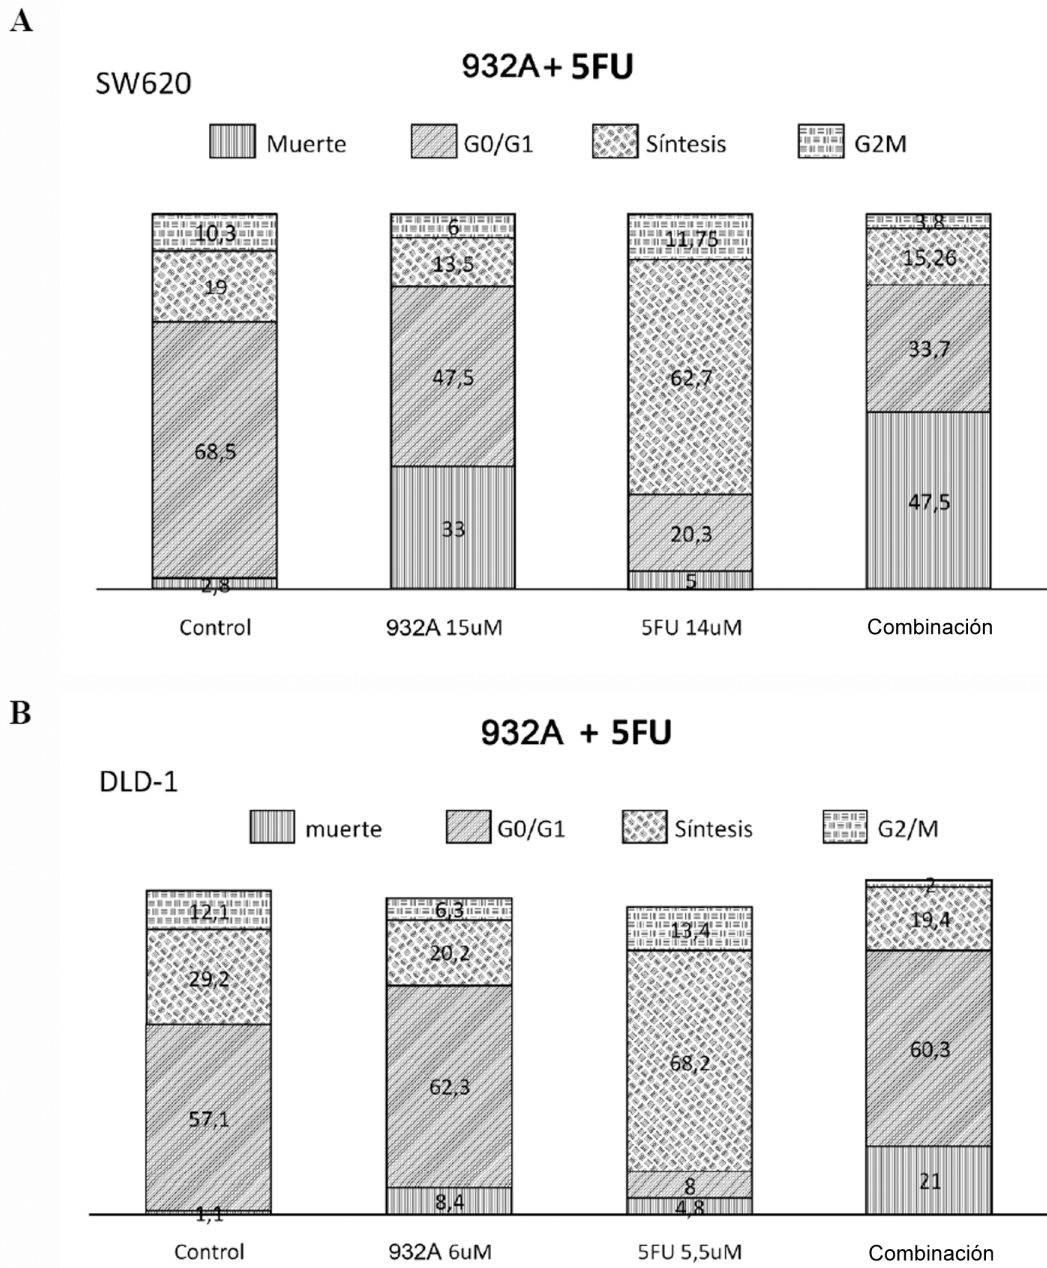 A
932A+ 5FU
SW620
Muerte G0/G1 Síntesis G2M
10,3 6 11,75 3,8
19 13,5 62,7 15,26
68,5 47,5 20,3 33,7
2,8 33 5 47,5
Control 932A 15uM 5FU 14uM Combinación
B
932A + 5FU
DLD-1
muerte G0/G1 Síntesis G2/M
12,1 6,3 13,4 2
29,2 20,2 68,2 19,4
57,1 62,3 8 60,3
1,1 8,4 4,8 21
Control 932A 6uM 5FU 5,5uM Combinación